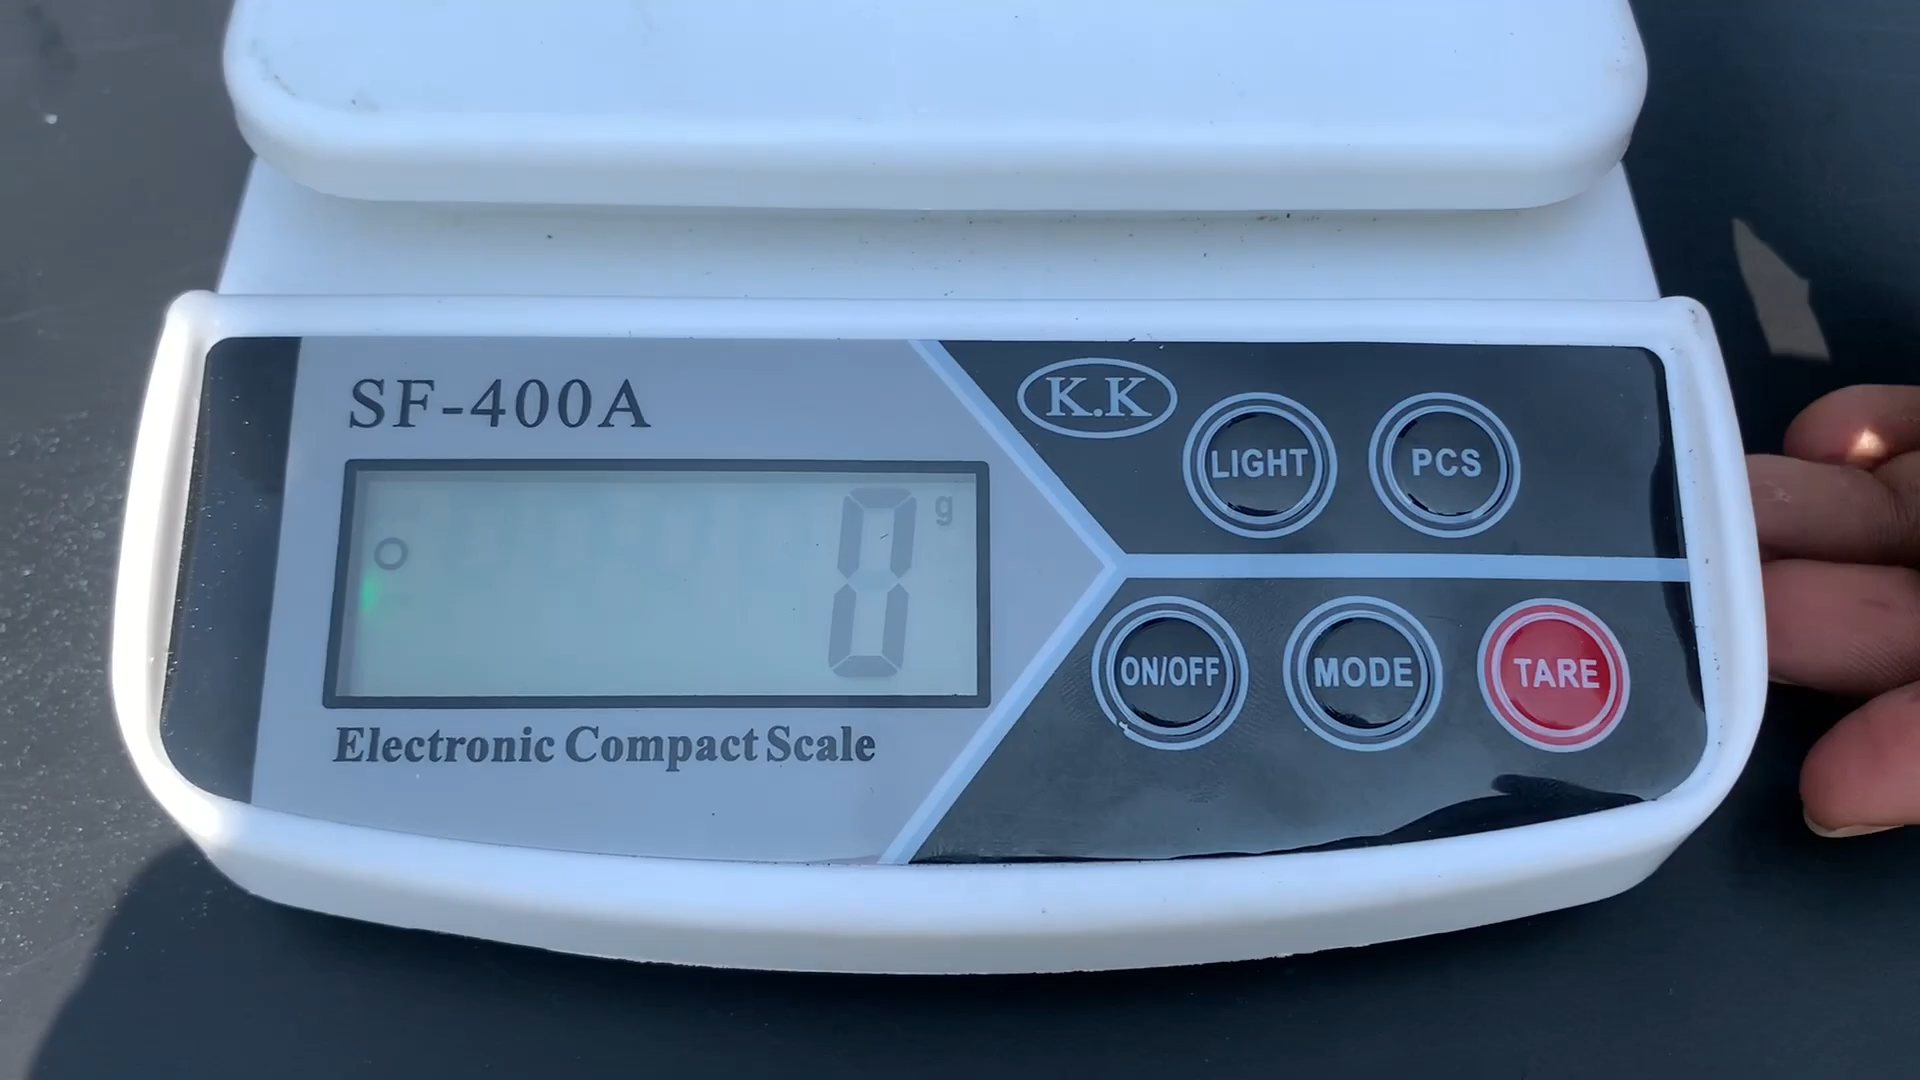 SF-400A
K.K
LIGHT
PCS
0 g
ON/OFF
MODE
TARE
Electronic Compact Scale